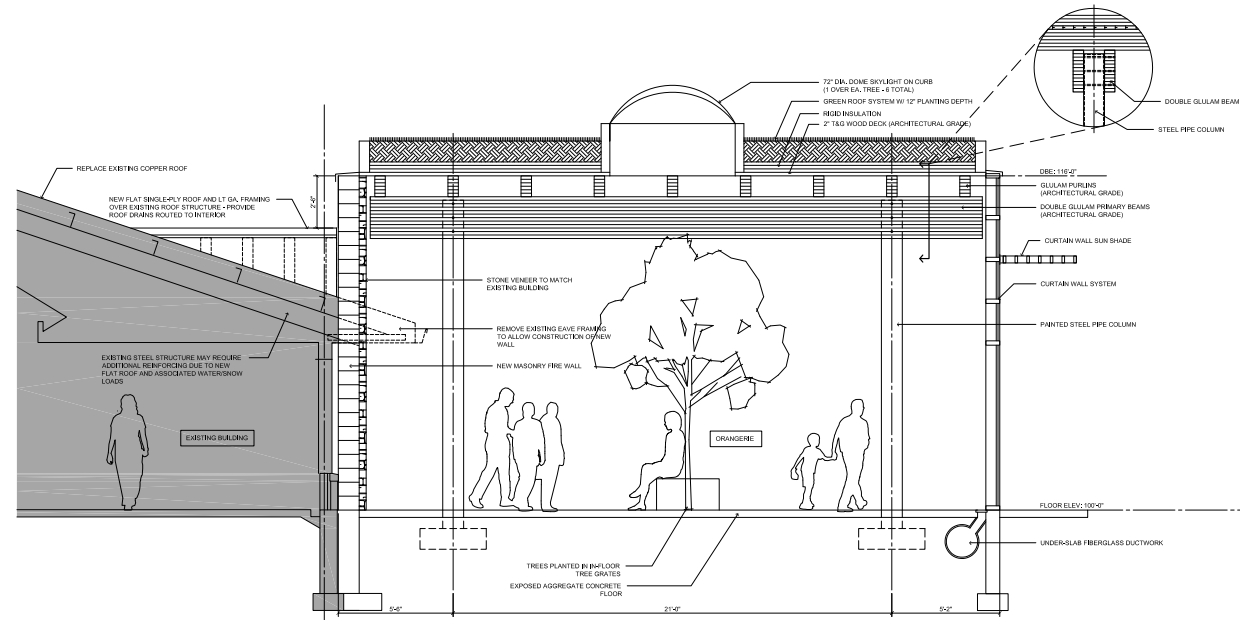 72" DIA. DOME SKYLIGHT ON CURB
(1 OVER EA. TREE - 6 TOTAL)
GREEN ROOF SYSTEM W/ 12" PLANTING DEPTH
RIGID INSULATION
2" T&G WOOD DECK (ARCHITECTURAL GRADE)
DOUBLE GLULAM BEAM
STEEL PIPE COLUMN
REPLACE EXISTING COPPER ROOF
DBE: 116'-0"
NEW FLAT SINGLE-PLY ROOF AND LT GA. FRAMING
OVER EXISTING ROOF STRUCTURE - PROVIDE
ROOF DRAINS ROUTED TO INTERIOR
2'-6"
GLULAM PURLINS
(ARCHITECTURAL GRADE)
DOUBLE GLULAM PRIMARY BEAMS
(ARCHITECTURAL GRADE)
CURTAIN WALL SUN SHADE
STONE VENEER TO MATCH
EXISTING BUILDING
CURTAIN WALL SYSTEM
REMOVE EXISTING EAVE FRAMING
TO ALLOW CONSTRUCTION OF NEW
WALL
PAINTED STEEL PIPE COLUMN
EXISTING STEEL STRUCTURE MAY REQUIRE
ADDITIONAL REINFORCING DUE TO NEW
FLAT ROOF AND ASSOCIATED WATER/SNOW
LOADS
NEW MASONRY FIRE WALL
EXISTING BUILDING
ORANGERIE
FLOOR ELEV: 100'-0"
UNDER-SLAB FIBERGLASS DUCTWORK
TREES PLANTED IN IN-FLOOR
TREE GRATES
EXPOSED AGGREGATE CONCRETE
FLOOR
5'-6"
21'-0"
5'-2"